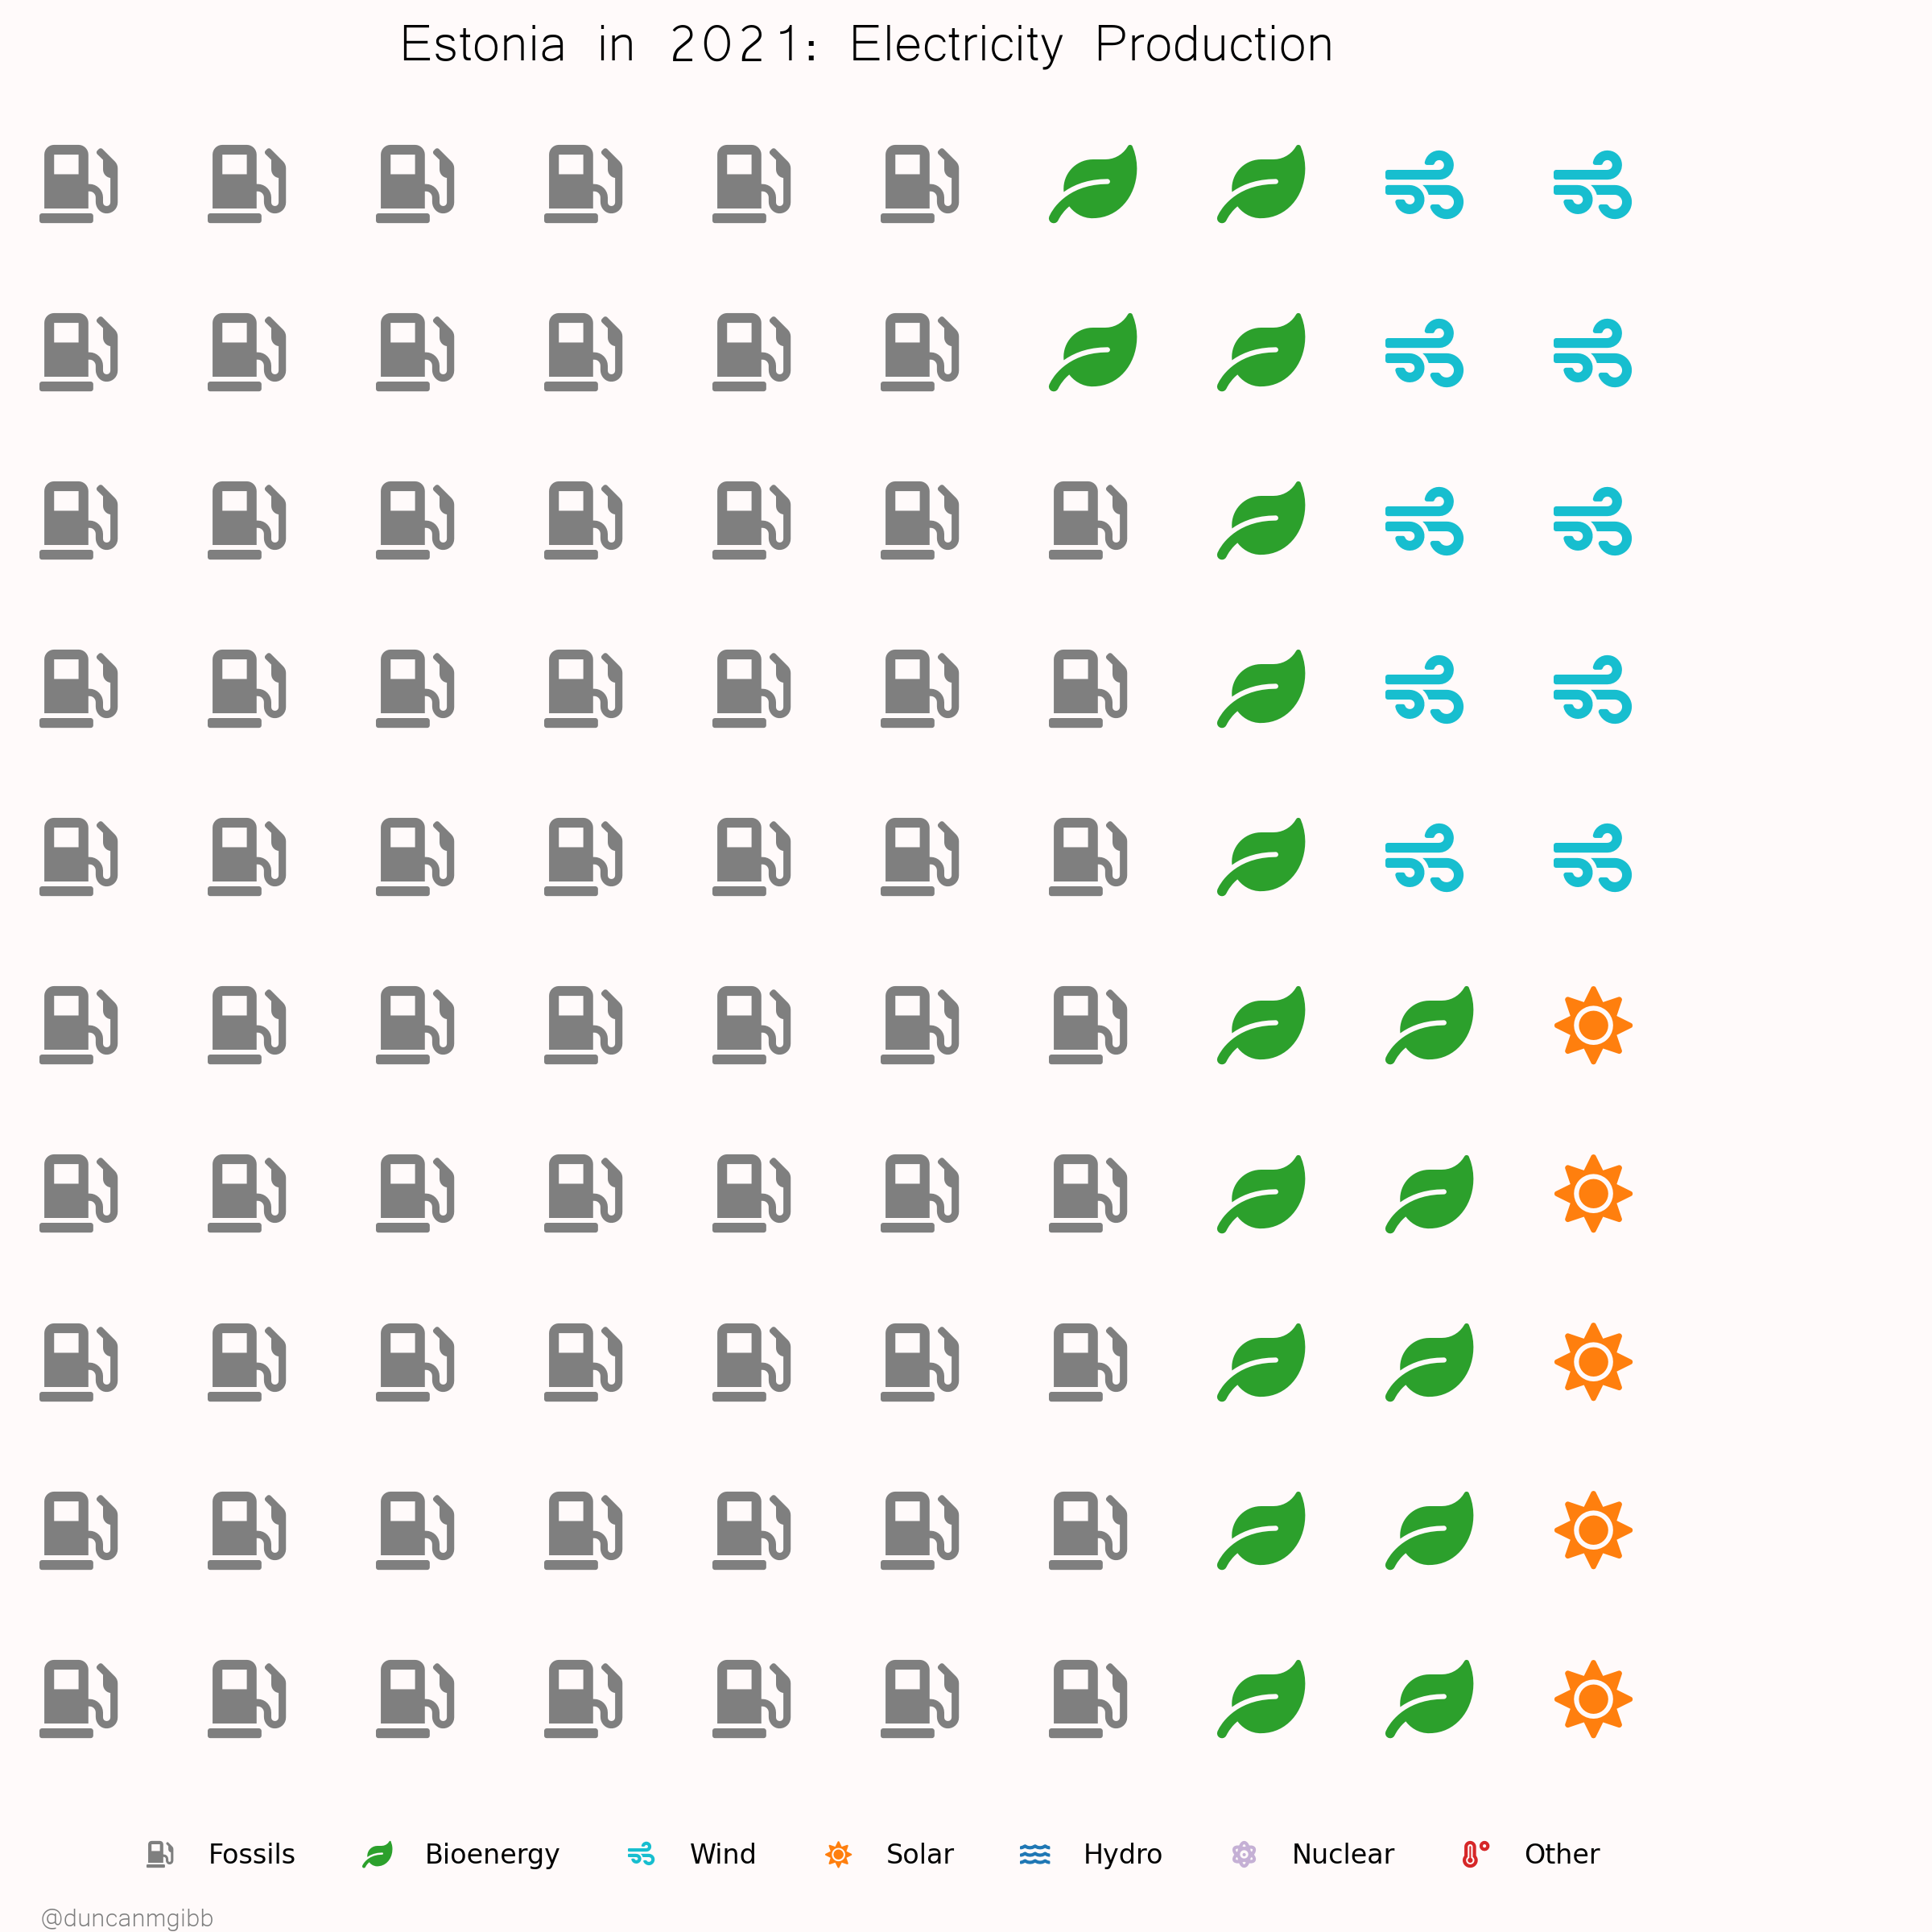 Estonia in 2021: Electricity Production
Fossils Bioenergy Wind Solar Hydro Nuclear Other
@duncanmgibb